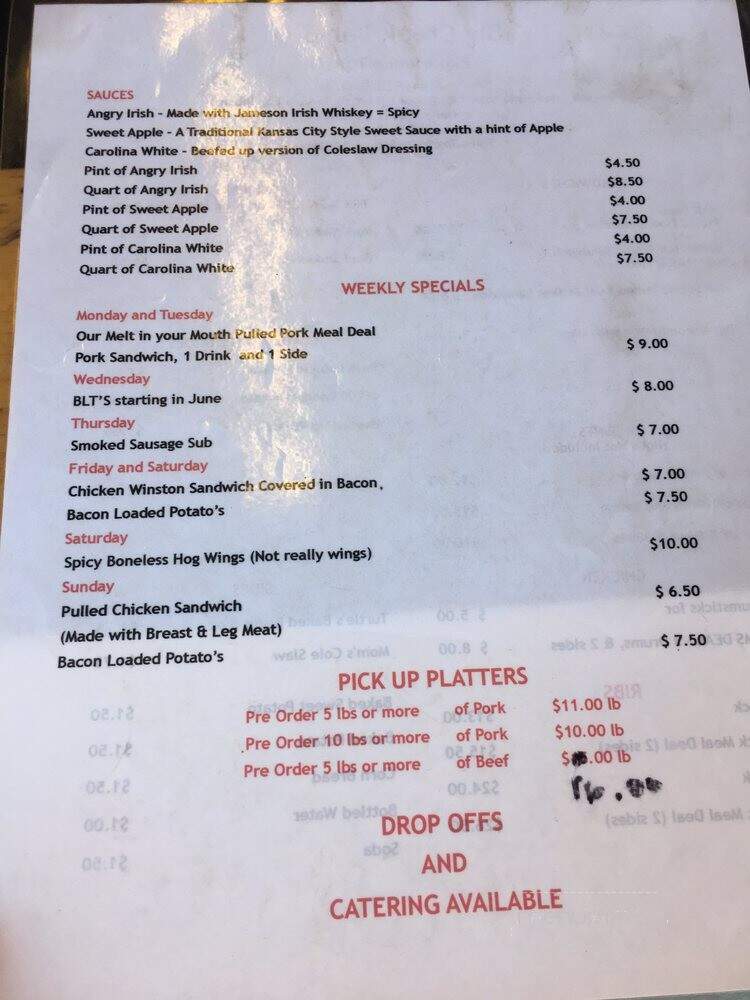 SAUCES
Angry Irish - Made with Jameson Irish Whiskey = Spicy
Sweet Apple - A Traditional Kansas City Style Sweet Sauce with a hint of Apple
Carolina White - Beefed up version of Coleslaw Dressing
Pint of Angry Irish $4.50
Quart of Angry Irish $8.50
Pint of Sweet Apple $4.00
Quart of Sweet Apple $7.50
Pint of Carolina White $4.00
Quart of Carolina White $7.50
WEEKLY SPECIALS
Monday and Tuesday
Our Melt in your Mouth Pulled Pork Meal Deal
Pork Sandwich, 1 Drink and 1 Side $ 9.00
Wednesday
BLT'S starting in June $ 8.00
Thursday
Smoked Sausage Sub $ 7.00
Friday and Saturday
Chicken Winston Sandwich Covered in Bacon, $ 7.00
Bacon Loaded Potato's $ 7.50
Saturday
Spicy Boneless Hog Wings (Not really wings) $10.00
Sunday
Pulled Chicken Sandwich $ 6.50
(Made with Breast & Leg Meat)
Bacon Loaded Potato's $ 7.50
PICK UP PLATTERS
Pre Order 5 lbs or more of Pork $11.00 lb
Pre Order 10 lbs or more of Pork $10.00 lb
Pre Order 5 lbs or more of Beef .00 lb
DROP OFFS
AND
CATERING AVAILABLE